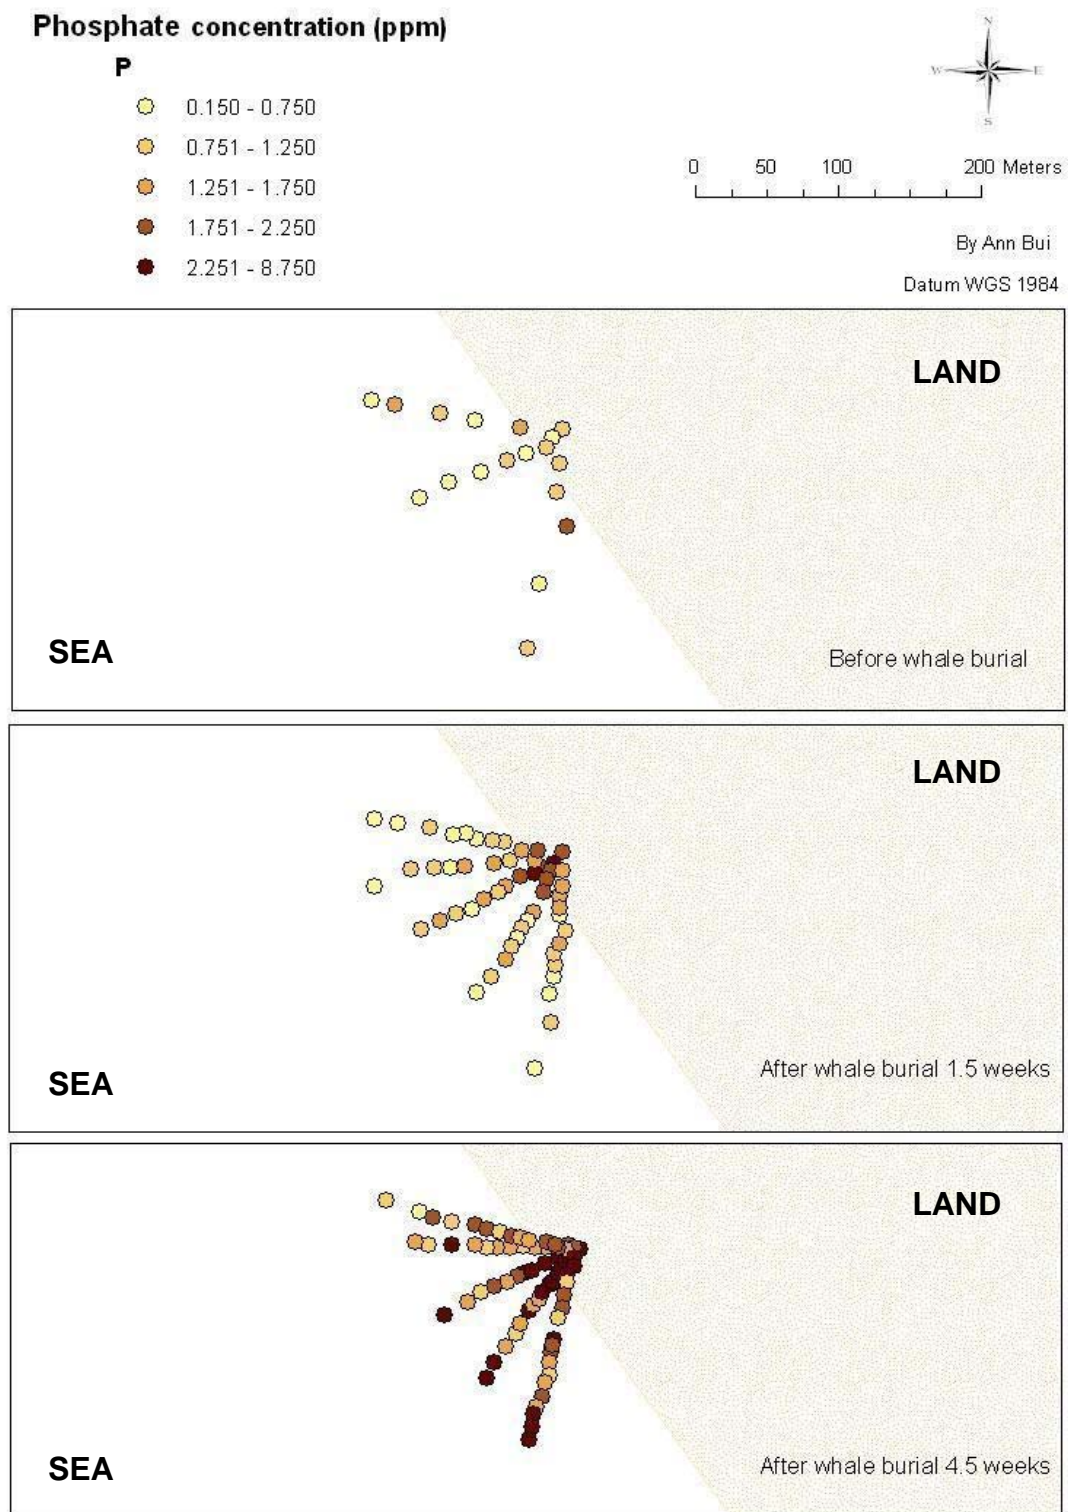 Phosphate concentration (ppm)
P
0.150 - 0.750
0.751 - 1.250
1.251 - 1.750
1.751 - 2.250
2.251 - 8.750
N
W E
S
0 50 100 200 Meters
By Ann Bui
Datum WGS 1984
LAND
SEA
Before whale burial
LAND
SEA
After whale burial 1.5 weeks
LAND
SEA
After whale burial 4.5 weeks